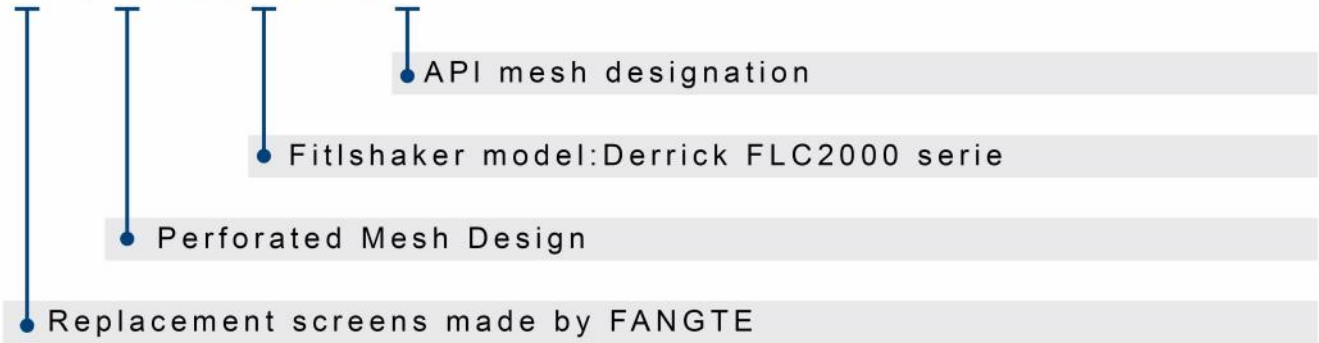 API mesh designation
Fitlshaker model:Derrick FLC2000 serie
Perforated Mesh Design
Replacement screens made by FANGTE